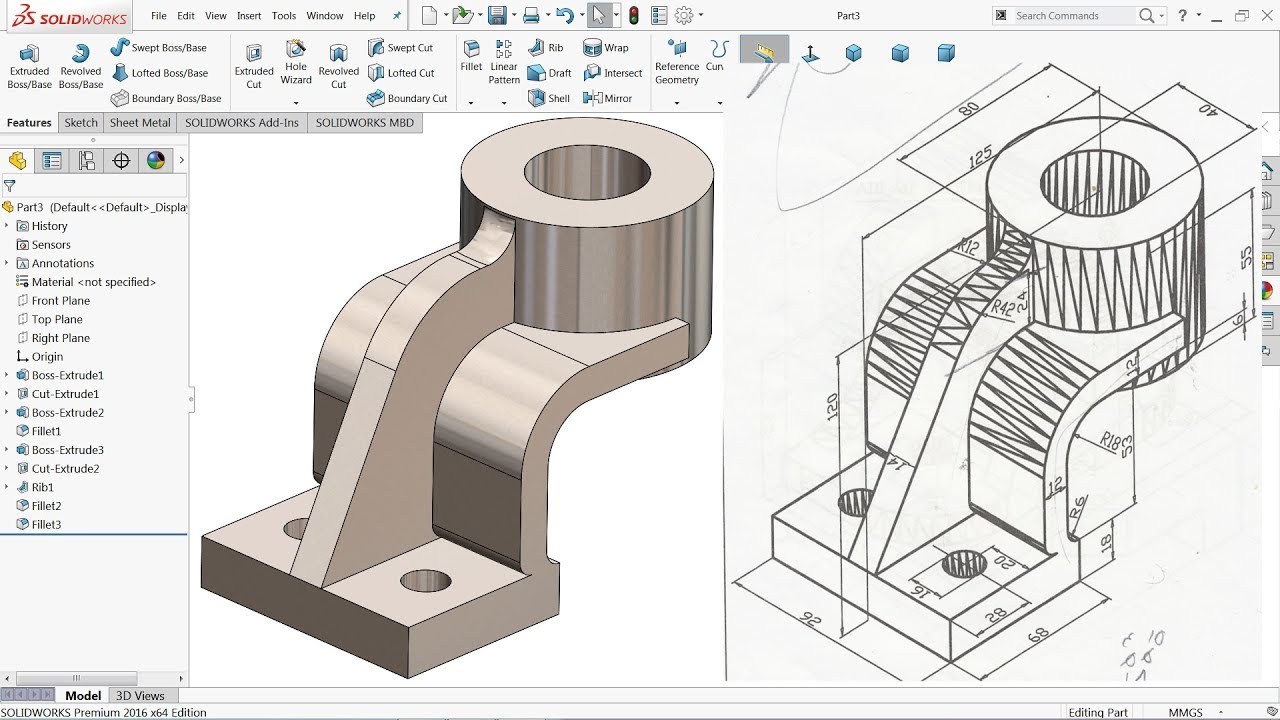 SOLIDWORKS
File Edit View Insert Tools Window Help
Part3
Search Commands
?
Extruded Boss/Base
Revolved Boss/Base
Swept Boss/Base
Lofted Boss/Base
Boundary Boss/Base
Extruded Cut
Hole Wizard
Revolved Cut
Swept Cut
Lofted Cut
Boundary Cut
Fillet
Linear Pattern
Rib
Draft
Shell
Wrap
Intersect
Mirror
Reference Geometry
Curv
Features Sketch Sheet Metal SOLIDWORKS Add-Ins SOLIDWORKS MBD
Part3 (Default<<Default>_Display
History
Sensors
Annotations
Material <not specified>
Front Plane
Top Plane
Right Plane
Origin
Boss-Extrude1
Cut-Extrude1
Boss-Extrude2
Fillet1
Boss-Extrude3
Cut-Extrude2
Rib1
Fillet2
Fillet3
80
40
125
R12
55
24
R42
6
12
120
R18
53
14
12
R6
18
20
16
28
92
68
Model 3D Views
SOLIDWORKS Premium 2016 x64 Edition
Editing Part
MMGS